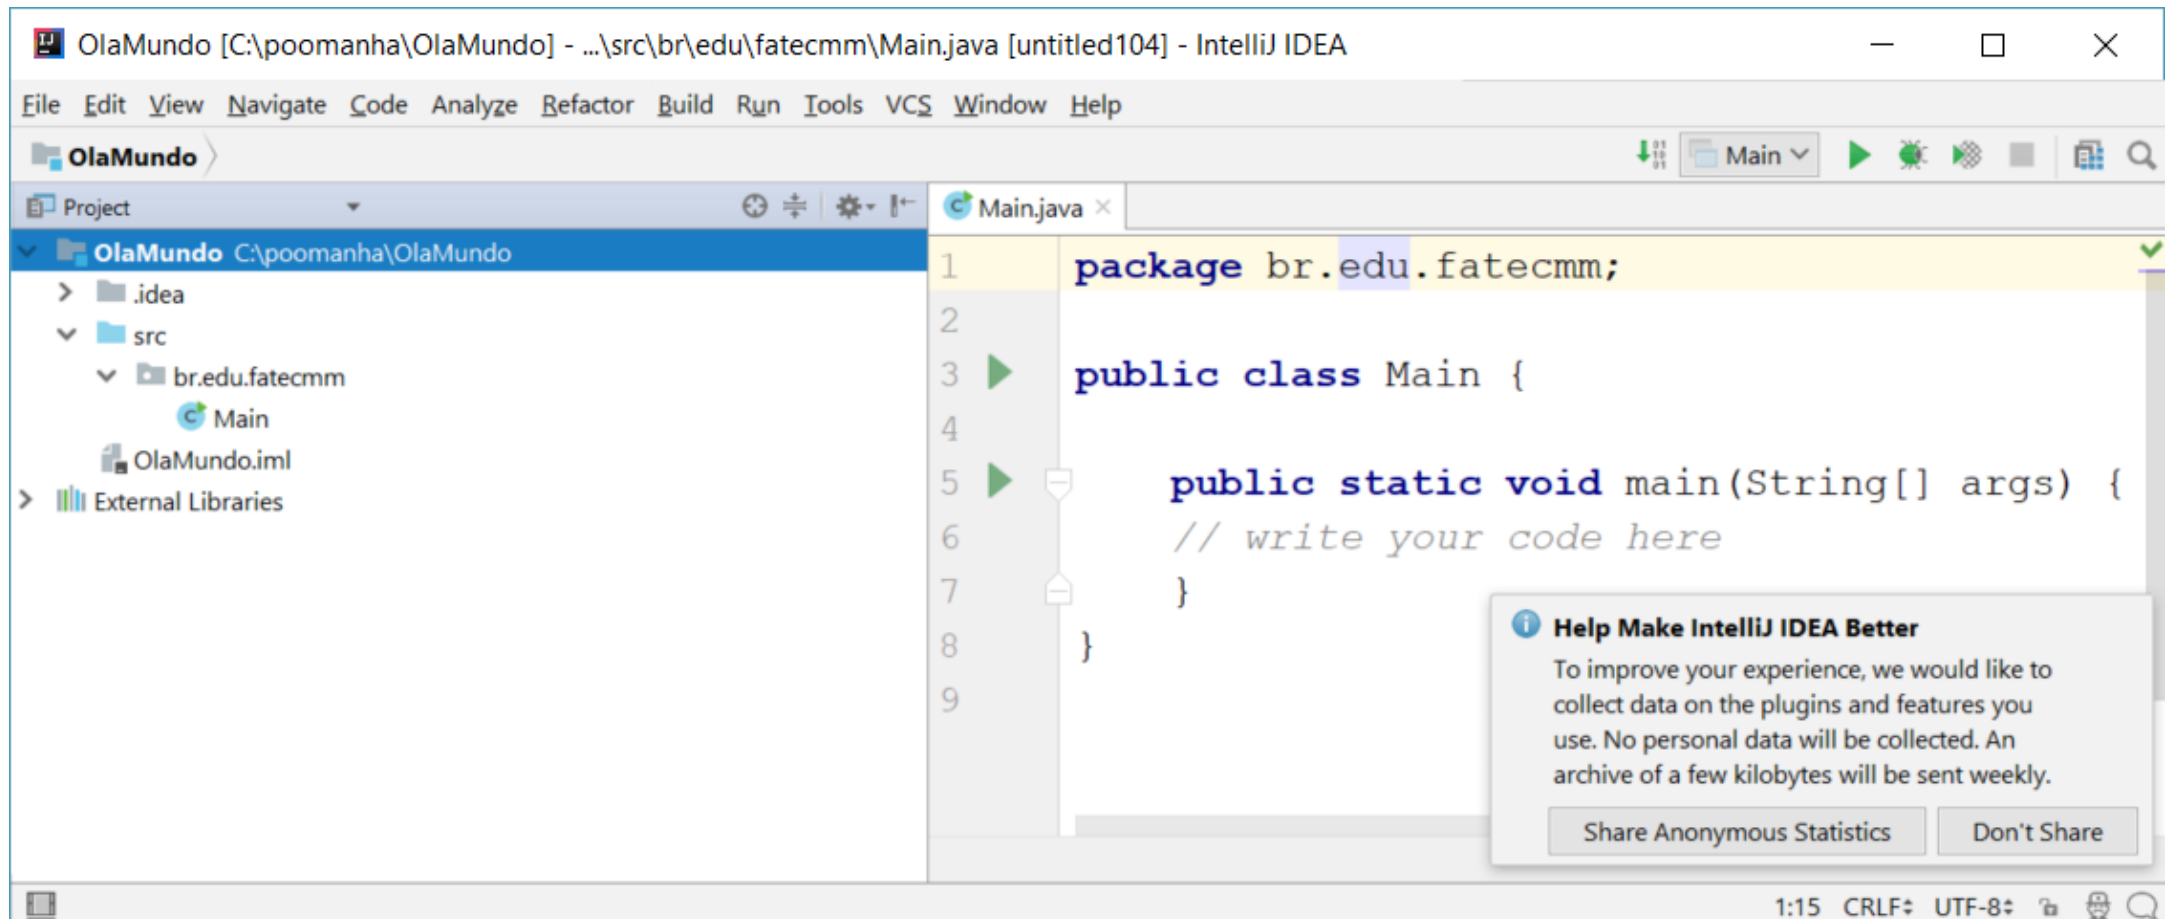 OlaMundo [C:\poomanha\OlaMundo] - ...\src\br\edu\fatecmm\Main.java [untitled104] - IntelliJ IDEA
File Edit View Navigate Code Analyze Refactor Build Run Tools VCS Window Help
OlaMundo
Main
Project
Main.java
OlaMundo C:\poomanha\OlaMundo
.idea
src
br.edu.fatecmm
Main
OlaMundo.iml
External Libraries
1 package br.edu.fatecmm;
2
3 public class Main {
4
5 public static void main(String[] args) {
6 // write your code here
7 }
8 }
9
Help Make IntelliJ IDEA Better
To improve your experience, we would like to
collect data on the plugins and features you
use. No personal data will be collected. An
archive of a few kilobytes will be sent weekly.
Share Anonymous Statistics Don't Share
1:15 CRLF UTF-8